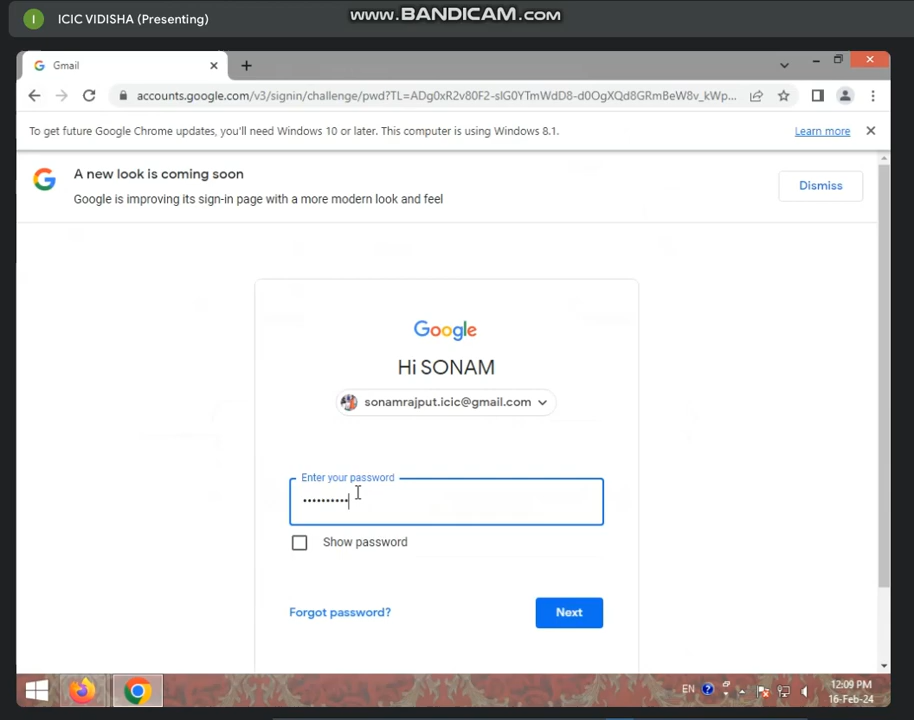 I ICIC VIDISHA (Presenting)
WWW.BANDICAM.COM
Gmail
accounts.google.com/v3/signin/challenge/pwd?TL=ADg0xR2v80F2-slG0YTmWdD8-d0OgXQd8GRmBeW8v_kWp...
To get future Google Chrome updates, you'll need Windows 10 or later. This computer is using Windows 8.1.
Learn more
A new look is coming soon
Google is improving its sign-in page with a more modern look and feel
Dismiss
Google
Hi SONAM
sonamrajput.icic@gmail.com
Enter your password
••••••••••
Show password
Forgot password?
Next
EN
12:09 PM
16-Feb-24